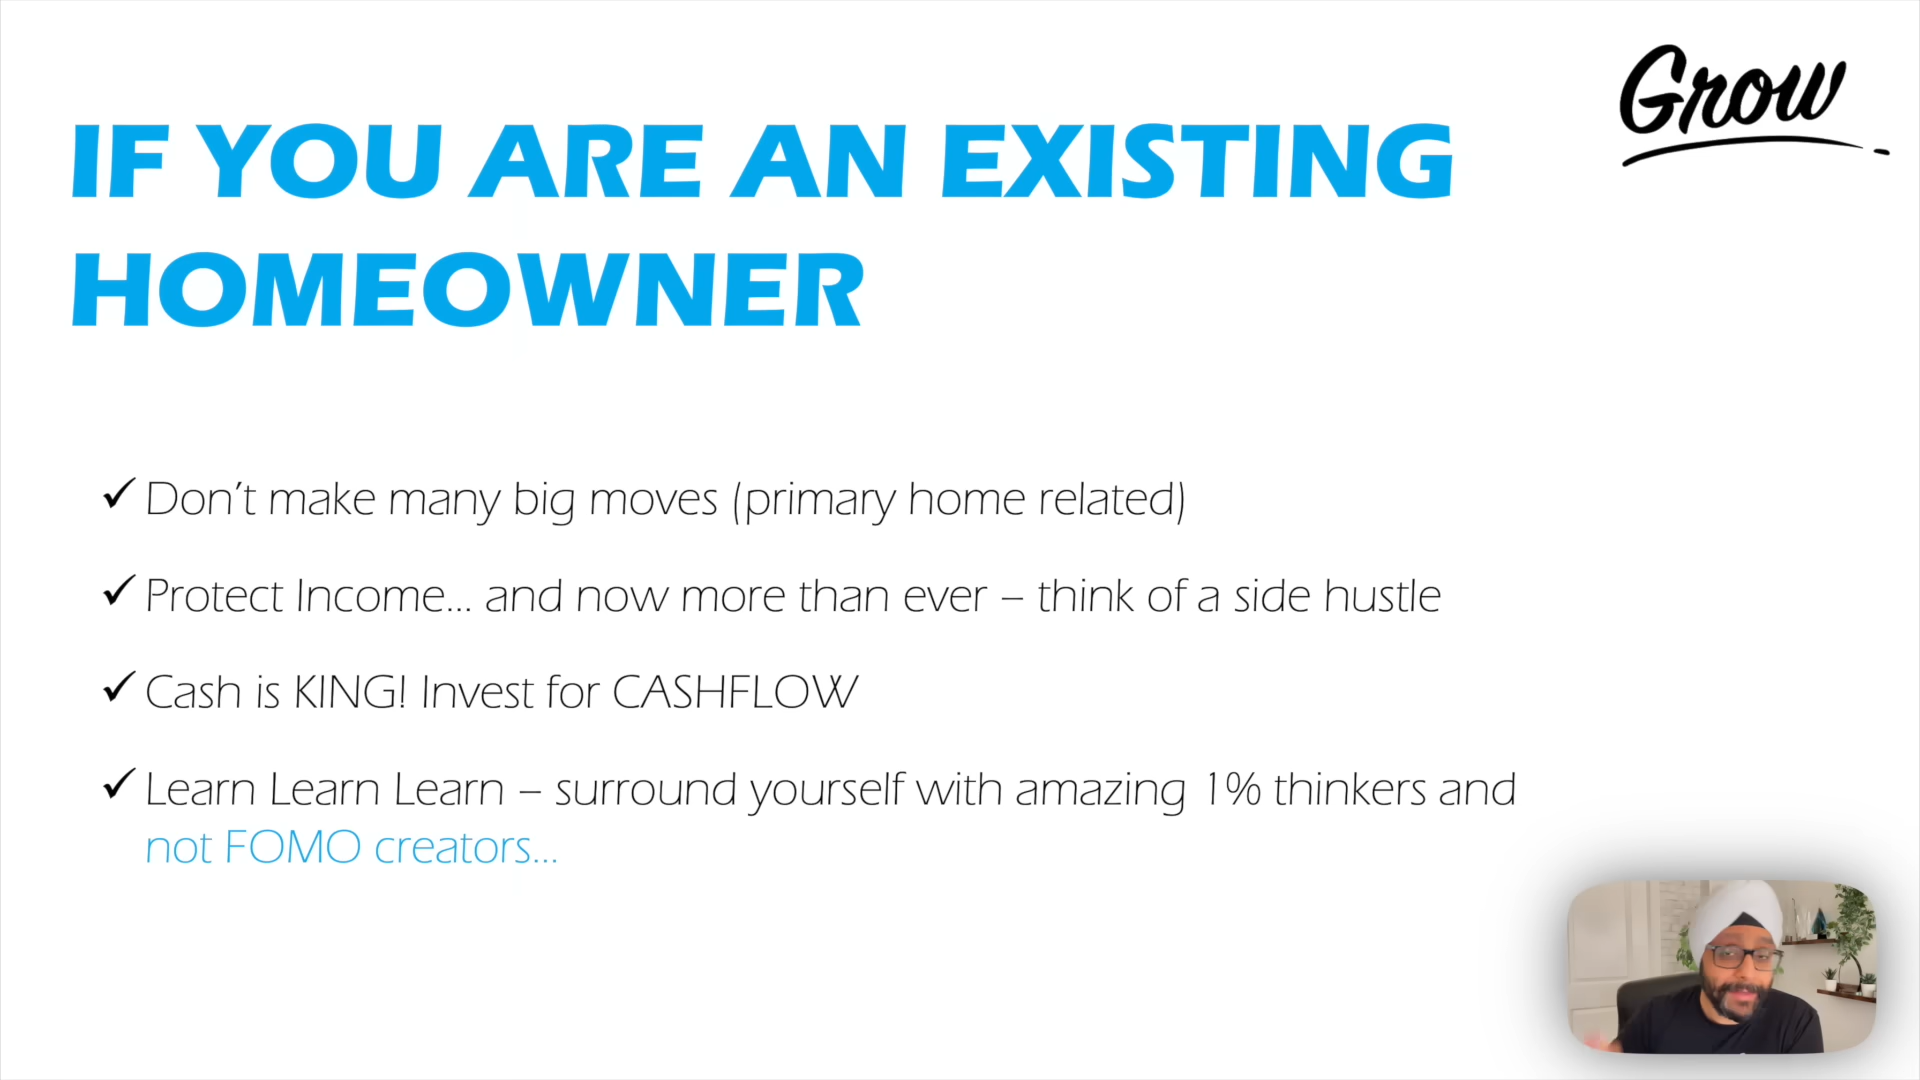 Grow
IF YOU ARE AN EXISTING
HOMEOWNER
✓ Don’t make many big moves (primary home related)
✓ Protect Income... and now more than ever – think of a side hustle
✓ Cash is KING! Invest for CASHFLOW
✓ Learn Learn Learn – surround yourself with amazing 1% thinkers and
not FOMO creators...